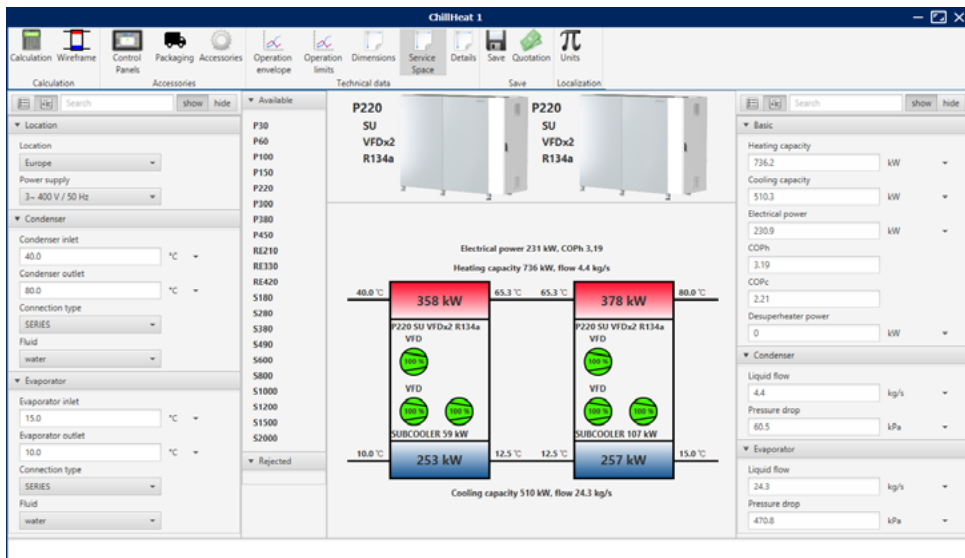 ChillHeat 1
Calculation Wireframe Control Panels Packaging Accessories Operation envelope Operation limits Dimensions Service Space Details Save Quotation Units
Calculation Accessories Technical data Save Localization
Search show hide
Location
Location
Europe
Power supply
3~ 400 V / 50 Hz
Condenser
Condenser inlet
40.0 °C
Condenser outlet
80.0 °C
Connection type
SERIES
Fluid
water
Evaporator
Evaporator inlet
15.0 °C
Evaporator outlet
10.0 °C
Connection type
SERIES
Fluid
water
Available
P30
P60
P100
P150
P220
P300
P380
P450
RE210
RE330
RE420
S180
S280
S380
S490
S600
S800
S1000
S1200
S1500
S2000
Rejected
P220
SU
VFDx2
R134a
P220
SU
VFDx2
R134a
Electrical power 231 kW, COPh 3,19
Heating capacity 736 kW, flow 4.4 kg/s
40.0 °C 358 kW 65.3 °C 65.3 °C 378 kW 80.0 °C
P220 SU VFDx2 R134a P220 SU VFDx2 R134a
VFD VFD
100 % 100 %
VFD VFD
100 % 100 % 100 % 100 %
SUBCOOLER 59 kW SUBCOOLER 107 kW
10.0 °C 253 kW 12.5 °C 12.5 °C 257 kW 15.0 °C
Cooling capacity 510 kW, flow 24.3 kg/s
Search show hide
Basic
Heating capacity
736.2 kW
Cooling capacity
510.3 kW
Electrical power
230.9 kW
COPh
3.19
COPc
2.21
Desuperheater power
0 kW
Condenser
Liquid flow
4.4 kg/s
Pressure drop
60.5 kPa
Evaporator
Liquid flow
24.3 kg/s
Pressure drop
470.8 kPa